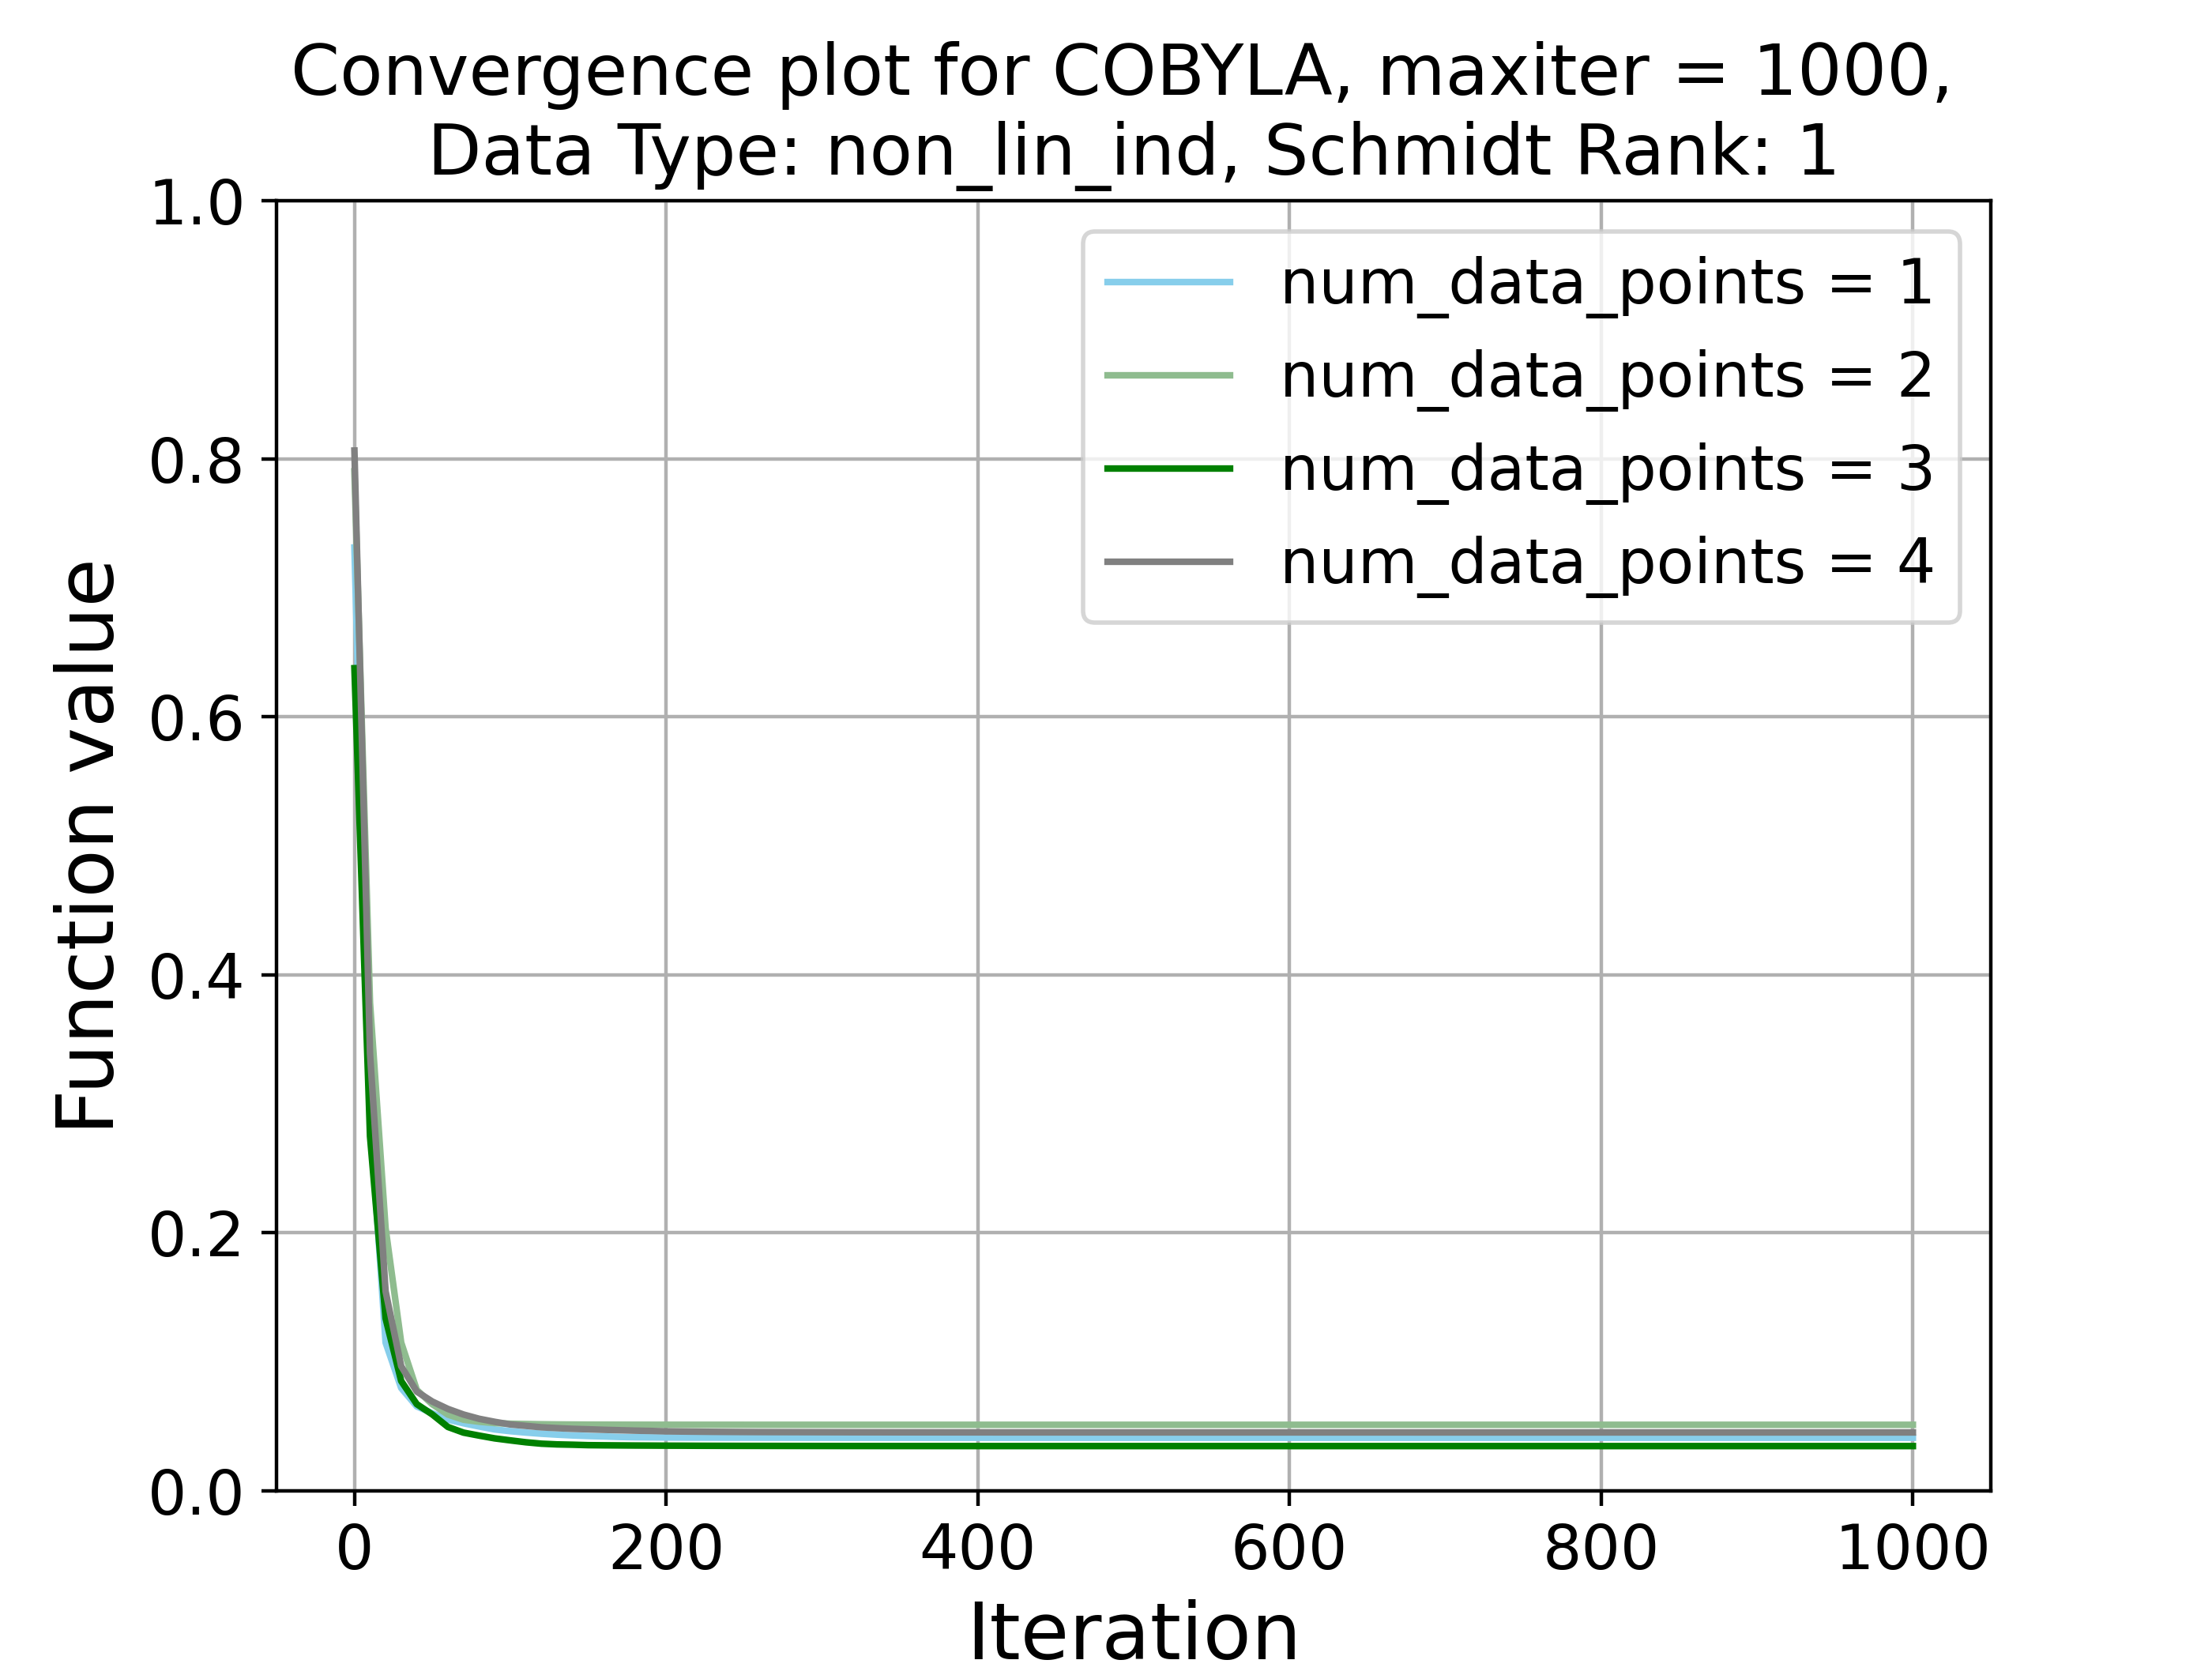 Convergence plot for COBYLA, maxiter = 1000,
Data Type: non_lin_ind, Schmidt Rank: 1
1.0
0.8
0.6
0.4
0.2
0.0
Function value
num_data_points = 1
num_data_points = 2
num_data_points = 3
num_data_points = 4
0 200 400 600 800 1000
Iteration